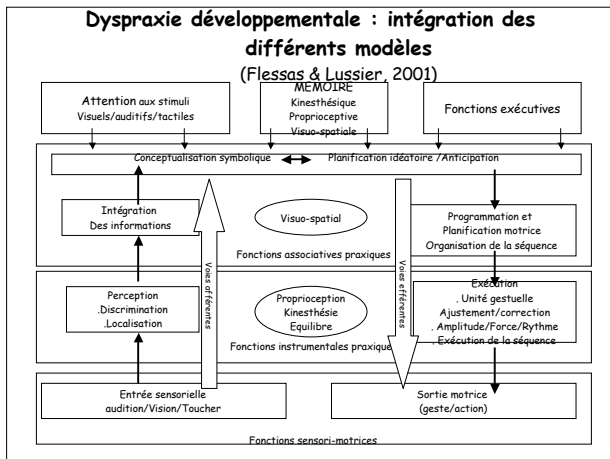 Dyspraxie développementale : intégration des
différents modèles
(Flessas & Lussier, 2001)
Attention aux stimuli
Visuels/auditifs/tactiles
MEMOIRE
Kinesthésique
Proprioceptive
Visuo-spatiale
Fonctions exécutives
Conceptualisation symbolique
Planification idéatoire /Anticipation
Intégration
Des informations
Visuo-spatial
Programmation et
Planification motrice
Organisation de la séquence
Fonctions associatives praxiques
Voies afférentes
Voies efférentes
Perception
.Discrimination
.Localisation
Proprioception
Kinesthésie
Equilibre
Exécution
. Unité gestuelle
Ajustement/correction
. Amplitude/Force/Rythme
. Exécution de la séquence
Fonctions instrumentales praxiques
Entrée sensorielle
audition/Vision/Toucher
Sortie motrice
(geste/action)
Fonctions sensori-motrices